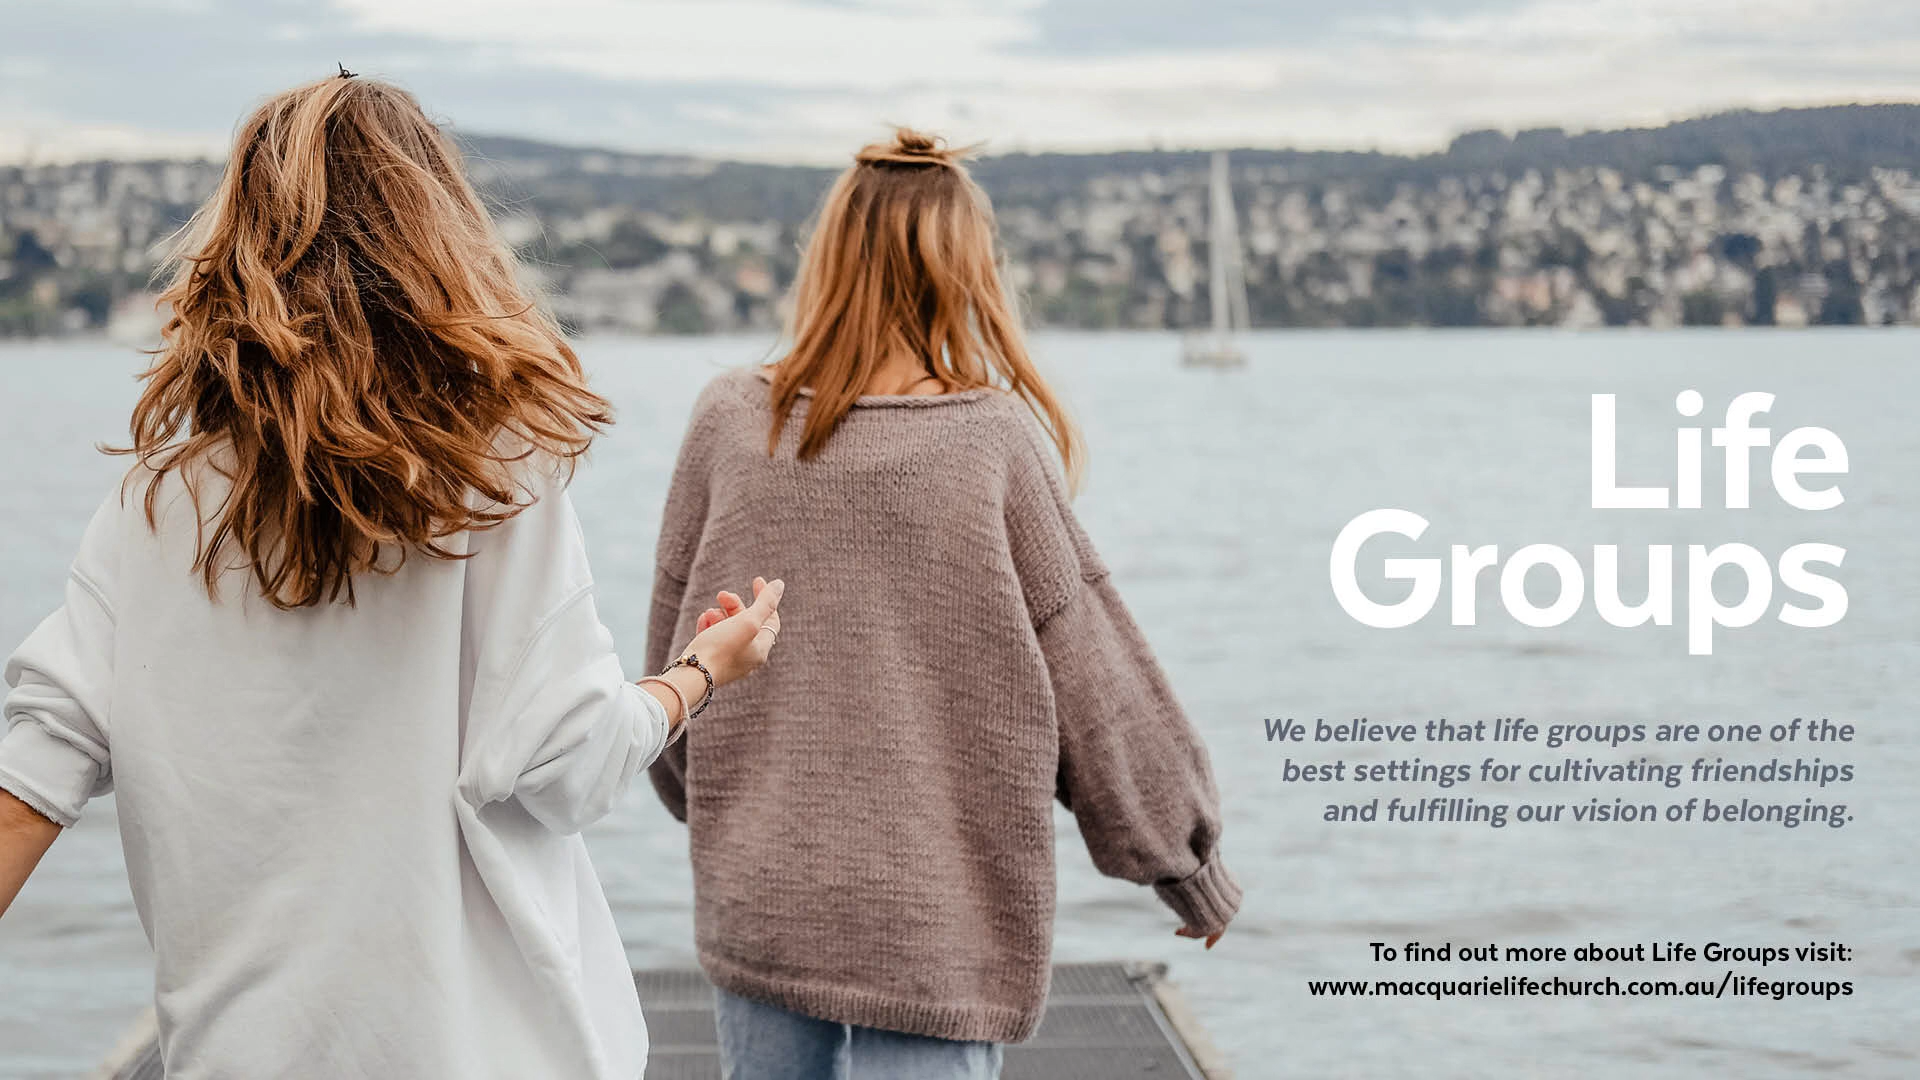 Life
Groups
We believe that life groups are one of the
best settings for cultivating friendships
and fulfilling our vision of belonging.
To find out more about Life Groups visit:
www.macquarielifechurch.com.au/lifegroups